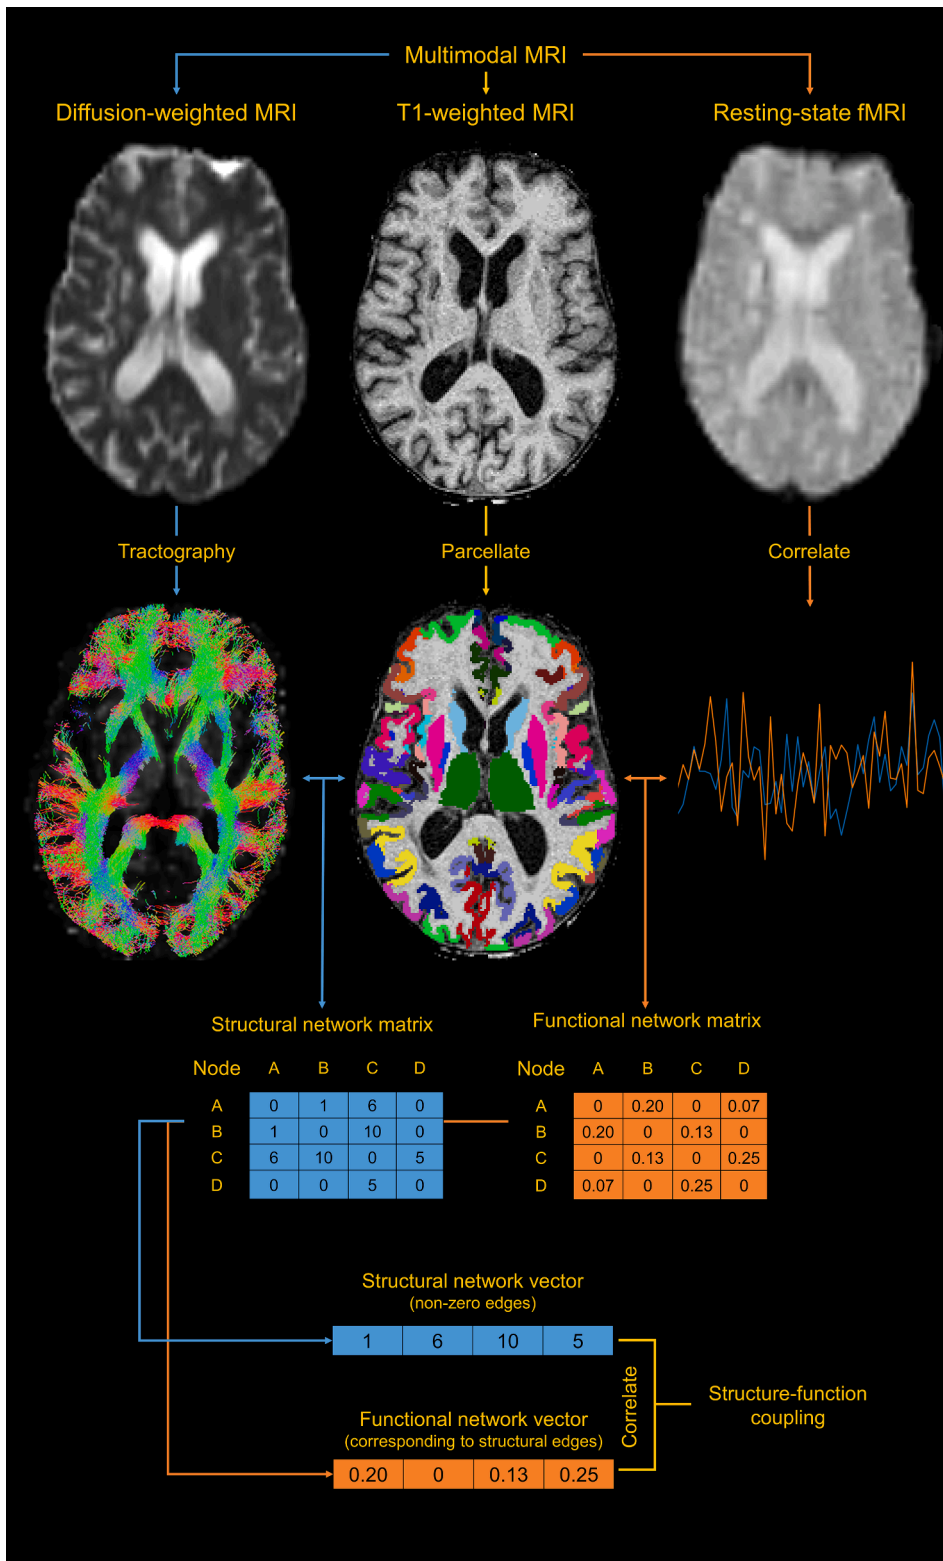 Multimodal MRI
Diffusion-weighted MRI T1-weighted MRI Resting-state fMRI
Tractography Parcellate Correlate
Structural network matrix
Node A B C D
A 0 1 6 0
B 1 0 10 0
C 6 10 0 5
D 0 0 5 0
Functional network matrix
Node A B C D
A 0 0.20 0 0.07
B 0.20 0 0.13 0
C 0 0.13 0 0.25
D 0.07 0 0.25 0
Structural network vector
(non-zero edges)
1 6 10 5
Functional network vector
(corresponding to structural edges)
0.20 0 0.13 0.25
Correlate
Structure-function
coupling